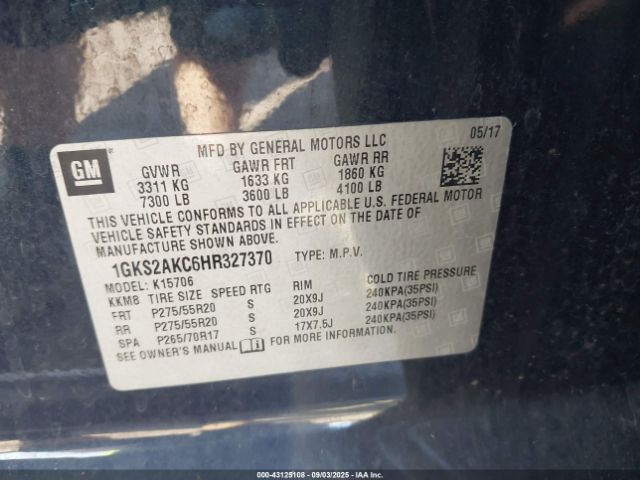 MFD BY GENERAL MOTORS LLC 05/17
GM
GVWR GAWR FRT GAWR RR
3311 KG 1633 KG 1860 KG
7300 LB 3600 LB 4100 LB
THIS VEHICLE CONFORMS TO ALL APPLICABLE U.S. FEDERAL MOTOR
VEHICLE SAFETY STANDARDS IN EFFECT ON THE DATE OF
MANUFACTURE SHOWN ABOVE.
1GKS2AKC6HR327370 TYPE: M.P.V.
MODEL: K15706
KKM8 TIRE SIZE SPEED RTG RIM COLD TIRE PRESSURE
FRT P275/55R20 S 20X9J 240KPA(35PSI)
RR P275/55R20 S 20X9J 240KPA(35PSI)
SPA P265/70R17 S 17X7.5J 240KPA(35PSI)
SEE OWNER'S MANUAL FOR MORE INFORMATION.
000-43125108 - 09/03/2025 - IAAI.com